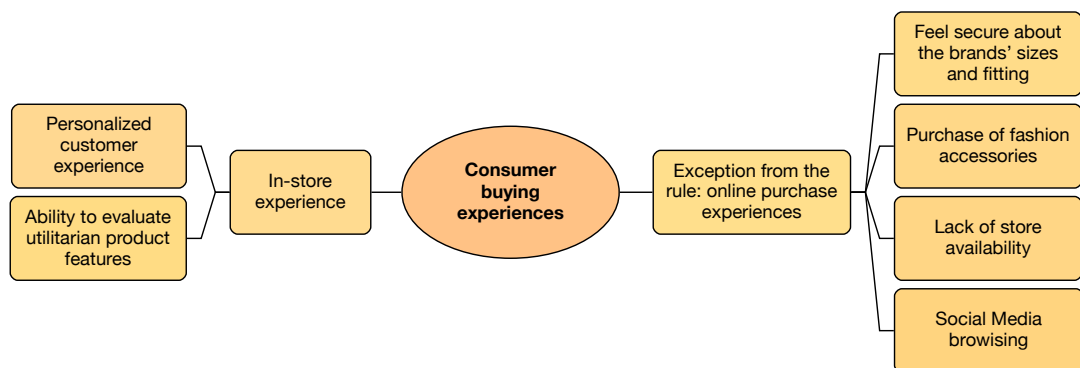 Personalized
customer
experience
Ability to evaluate
utilitarian product
features
In-store
experience
Consumer
buying
experiences
Exception from the
rule: online purchase
experiences
Feel secure about
the brands’ sizes
and fitting
Purchase of fashion
accessories
Lack of store
availability
Social Media
browising